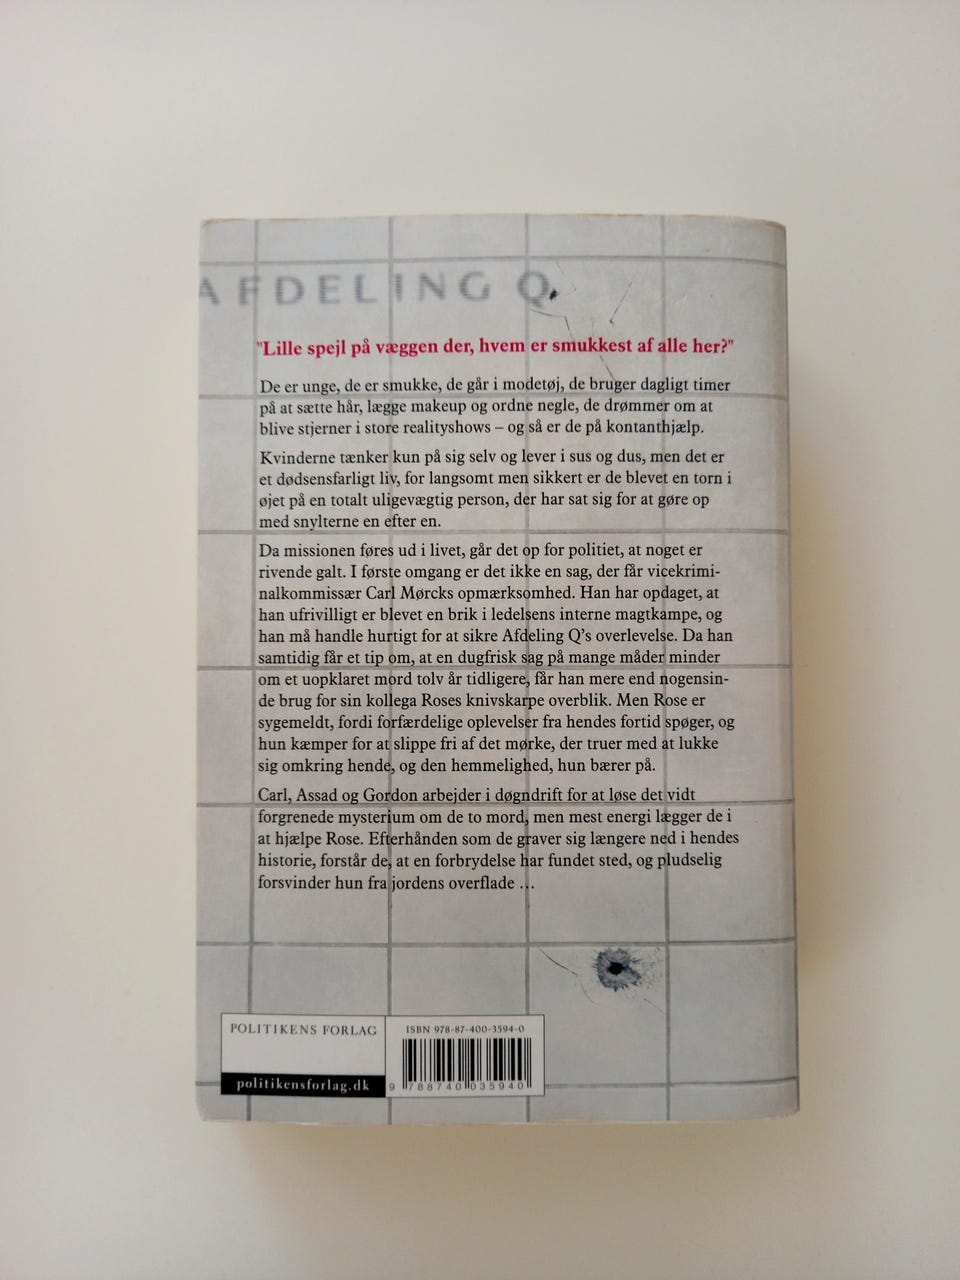 AFDELING Q
"Lille spejl på væggen der, hvem er smukkest af alle her?"
De er unge, de er smukke, de går i modetøj, de bruger dagligt timer
på at sætte hår, lægge makeup og ordne negle, de drømmer om at
blive stjerner i store realityshows – og så er de på kontanthjælp.
Kvinderne tænker kun på sig selv og lever i sus og dus, men det er
et dødsensfarligt liv, for langsomt men sikkert er de blevet en torn i
øjet på en totalt uligevægtig person, der har sat sig for at gøre op
med snylterne en efter en.
Da missionen føres ud i livet, går det op for politiet, at noget er
rivende galt. I første omgang er det ikke en sag, der får vicekrimi-
nalkommissær Carl Mørcks opmærksomhed. Han har opdaget, at
han ufrivilligt er blevet en brik i ledelsens interne magtkampe, og
han må handle hurtigt for at sikre Afdeling Q's overlevelse. Da han
samtidig får et tip om, at en dugfrisk sag på mange måder minder
om et uopklaret mord tolv år tidligere, får han mere end nogensin-
de brug for sin kollega Roses knivskarpe overblik. Men Rose er
sygemeldt, fordi forfærdelige oplevelser fra hendes fortid spøger, og
hun kæmper for at slippe fri af det mørke, der truer med at lukke
sig omkring hende, og den hemmelighed, hun bærer på.
Carl, Assad og Gordon arbejder i døgndrift for at løse det vidt
forgrenede mysterium om de to mord, men mest energi lægger de i
at hjælpe Rose. Efterhånden som de graver sig længere ned i hendes
historie, forstår de, at en forbrydelse har fundet sted, og pludselig
forsvinder hun fra jordens overflade ...
POLITIKENS FORLAG
politikensforlag.dk
ISBN 978-87-400-3594-0
9 788740 035940